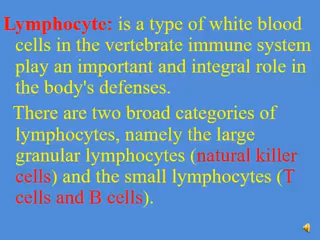 Lymphocyte: is a type of white blood
cells in the vertebrate immune system
play an important and integral role in
the body's defenses.
There are two broad categories of
lymphocytes, namely the large
granular lymphocytes (natural killer
cells) and the small lymphocytes (T
cells and B cells).